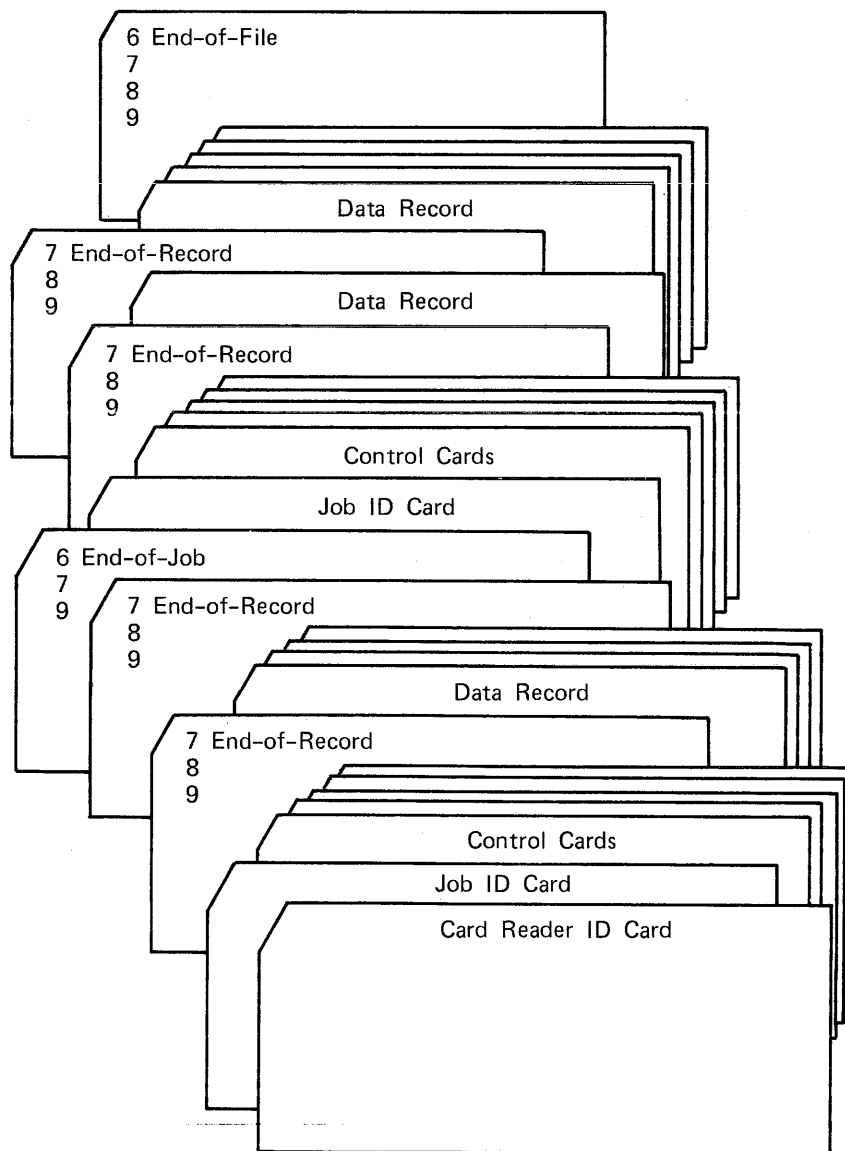 6 End-of-File
7
8
9
Data Record
7 End-of-Record
8
9
Data Record
7 End-of-Record
8
9
Control Cards
Job ID Card
6 End-of-Job
7
9
7 End-of-Record
8
9
Data Record
7 End-of-Record
8
9
Control Cards
Job ID Card
Card Reader ID Card